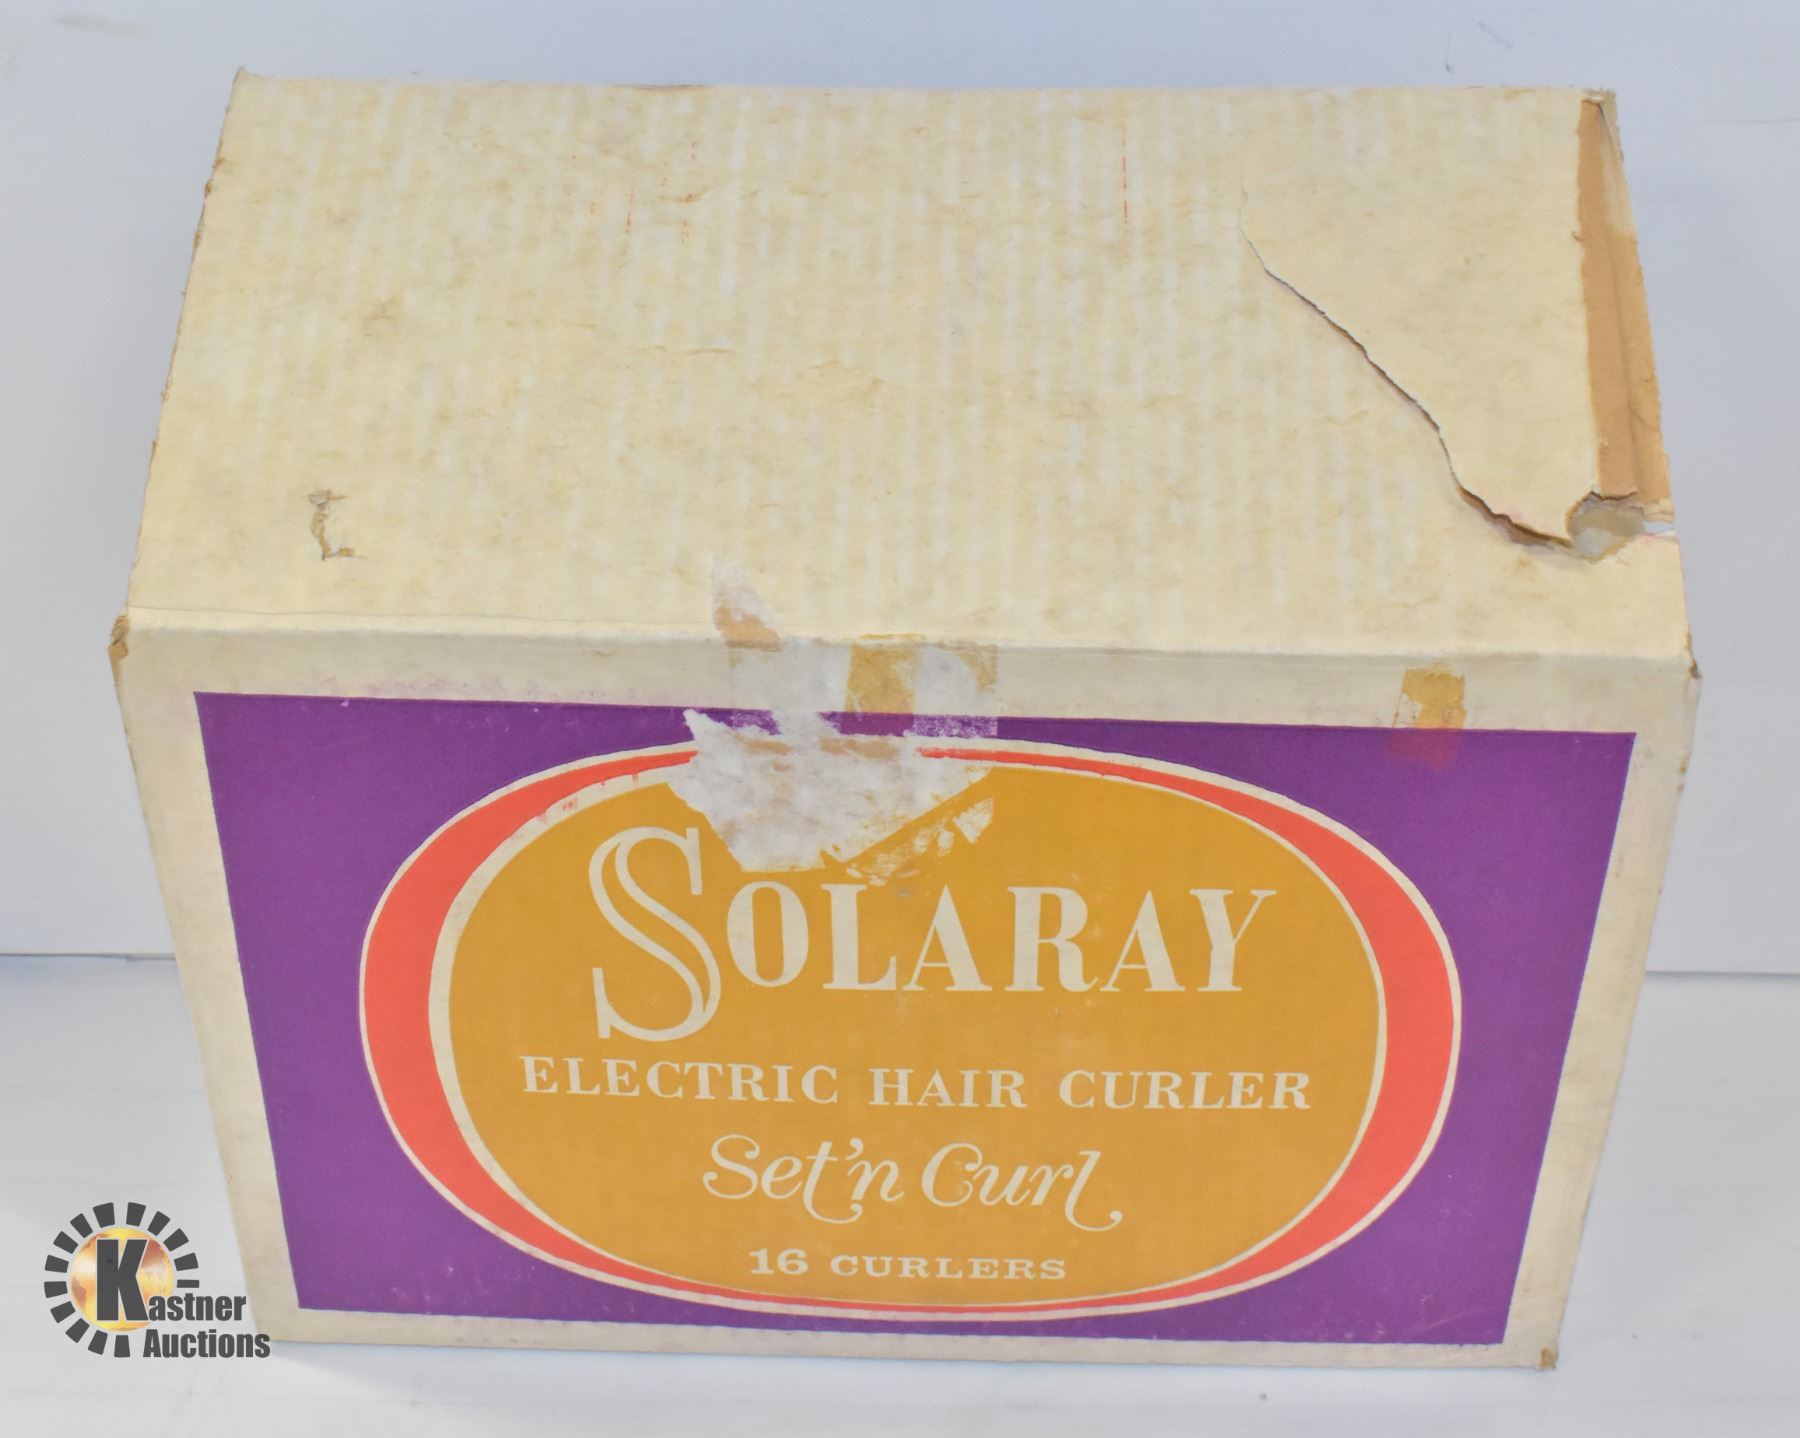 SOLARAY
ELECTRIC HAIR CURLER
Set'n Curl
16 CURLERS
Kastner
Auctions